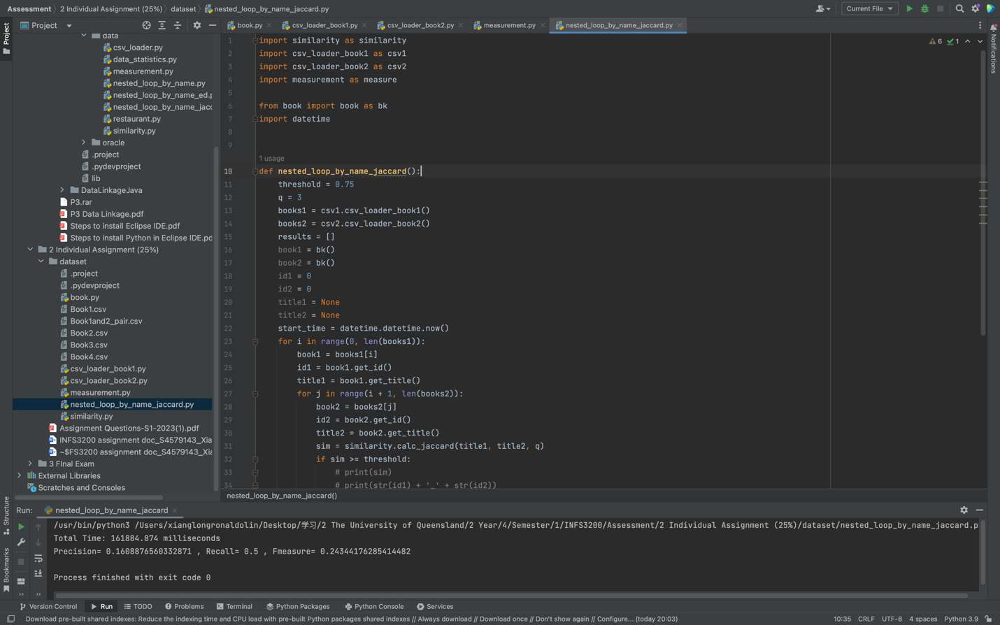 Assessment 〉 2 Individual Assignment (25%) 〉 dataset 〉 nested_loop_by_name_jaccard.py
Current File
Project
book.py
csv_loader_book1.py
csv_loader_book2.py
measurement.py
nested_loop_by_name_jaccard.py
Project
Notifications
data
csv_loader.py
data_statistics.py
measurement.py
nested_loop_by_name.py
nested_loop_by_name_ed.p
nested_loop_by_name_jacc
restaurant.py
similarity.py
oracle
.project
.pydevproject
lib
DataLinkageJava
P3.rar
P3 Data Linkage.pdf
Steps to install Eclipse IDE.pdf
Steps to install Python in Eclipse IDE.pd
2 Individual Assignment (25%)
dataset
.project
.pydevproject
book.py
Book1.csv
Book1and2_pair.csv
Book2.csv
Book3.csv
Book4.csv
csv_loader_book1.py
csv_loader_book2.py
measurement.py
nested_loop_by_name_jaccard.py
similarity.py
Assignment Questions-S1-2023(1).pdf
INFS3200 assignment doc_S4579143_Xia
~$FS3200 assignment doc_S4579143_Xia
3 FInal Exam
External Libraries
Scratches and Consoles
6 1
1 import similarity as similarity
2 import csv_loader_book1 as csv1
3 import csv_loader_book2 as csv2
4 import measurement as measure
5
6 from book import book as bk
7 import datetime
8
9
1 usage
10 def nested_loop_by_name_jaccard():
11 threshold = 0.75
12 q = 3
13 books1 = csv1.csv_loader_book1()
14 books2 = csv2.csv_loader_book2()
15 results = []
16 book1 = bk()
17 book2 = bk()
18 id1 = 0
19 id2 = 0
20 title1 = None
21 title2 = None
22 start_time = datetime.datetime.now()
23 for i in range(0, len(books1)):
24 book1 = books1[i]
25 id1 = book1.get_id()
26 title1 = book1.get_title()
27 for j in range(i + 1, len(books2)):
28 book2 = books2[j]
29 id2 = book2.get_id()
30 title2 = book2.get_title()
31 sim = similarity.calc_jaccard(title1, title2, q)
32 if sim >= threshold:
33 # print(sim)
34 # print(str(id1) + '_' + str(id2))
nested_loop_by_name_jaccard()
Structure
Bookmarks
Run: nested_loop_by_name_jaccard
/usr/bin/python3 /Users/xianglongronaldolin/Desktop/学习/2 The University of Queensland/2 Year/4/Semester/1/INFS3200/Assessment/2 Individual Assignment (25%)/dataset/nested_loop_by_name_jaccard.p
Total Time: 161884.874 milliseconds
Precision= 0.1608876560332871 , Recall= 0.5 , Fmeasure= 0.24344176285414482
Process finished with exit code 0
Version Control Run TODO Problems Terminal Python Packages Python Console Services
Download pre-built shared indexes: Reduce the indexing time and CPU load with pre-built Python packages shared indexes // Always download // Download once // Don't show again // Configure... (today 20:03)
10:35 CRLF UTF-8 4 spaces Python 3.9